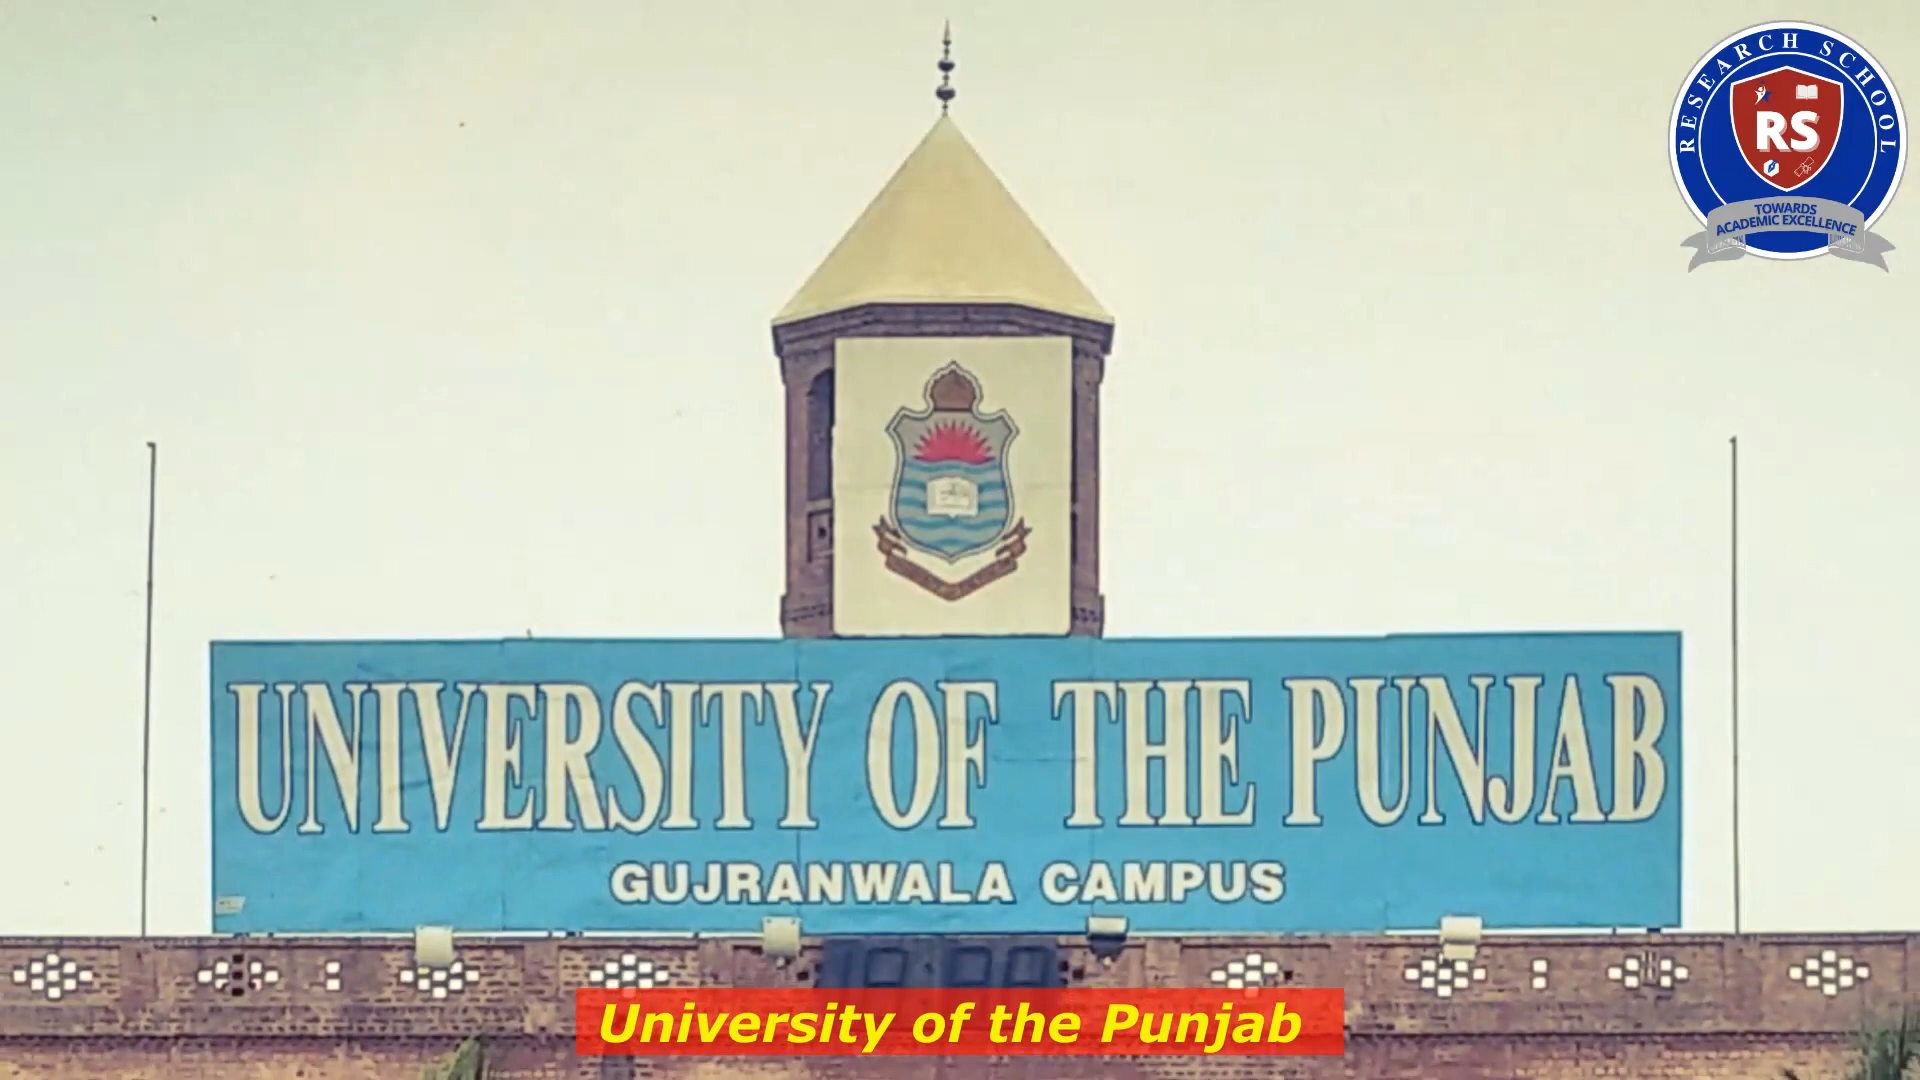 RESEARCH SCHOOL
RS
TOWARDS
ACADEMIC EXCELLENCE
UNIVERSITY OF THE PUNJAB
GUJRANWALA CAMPUS
University of the Punjab